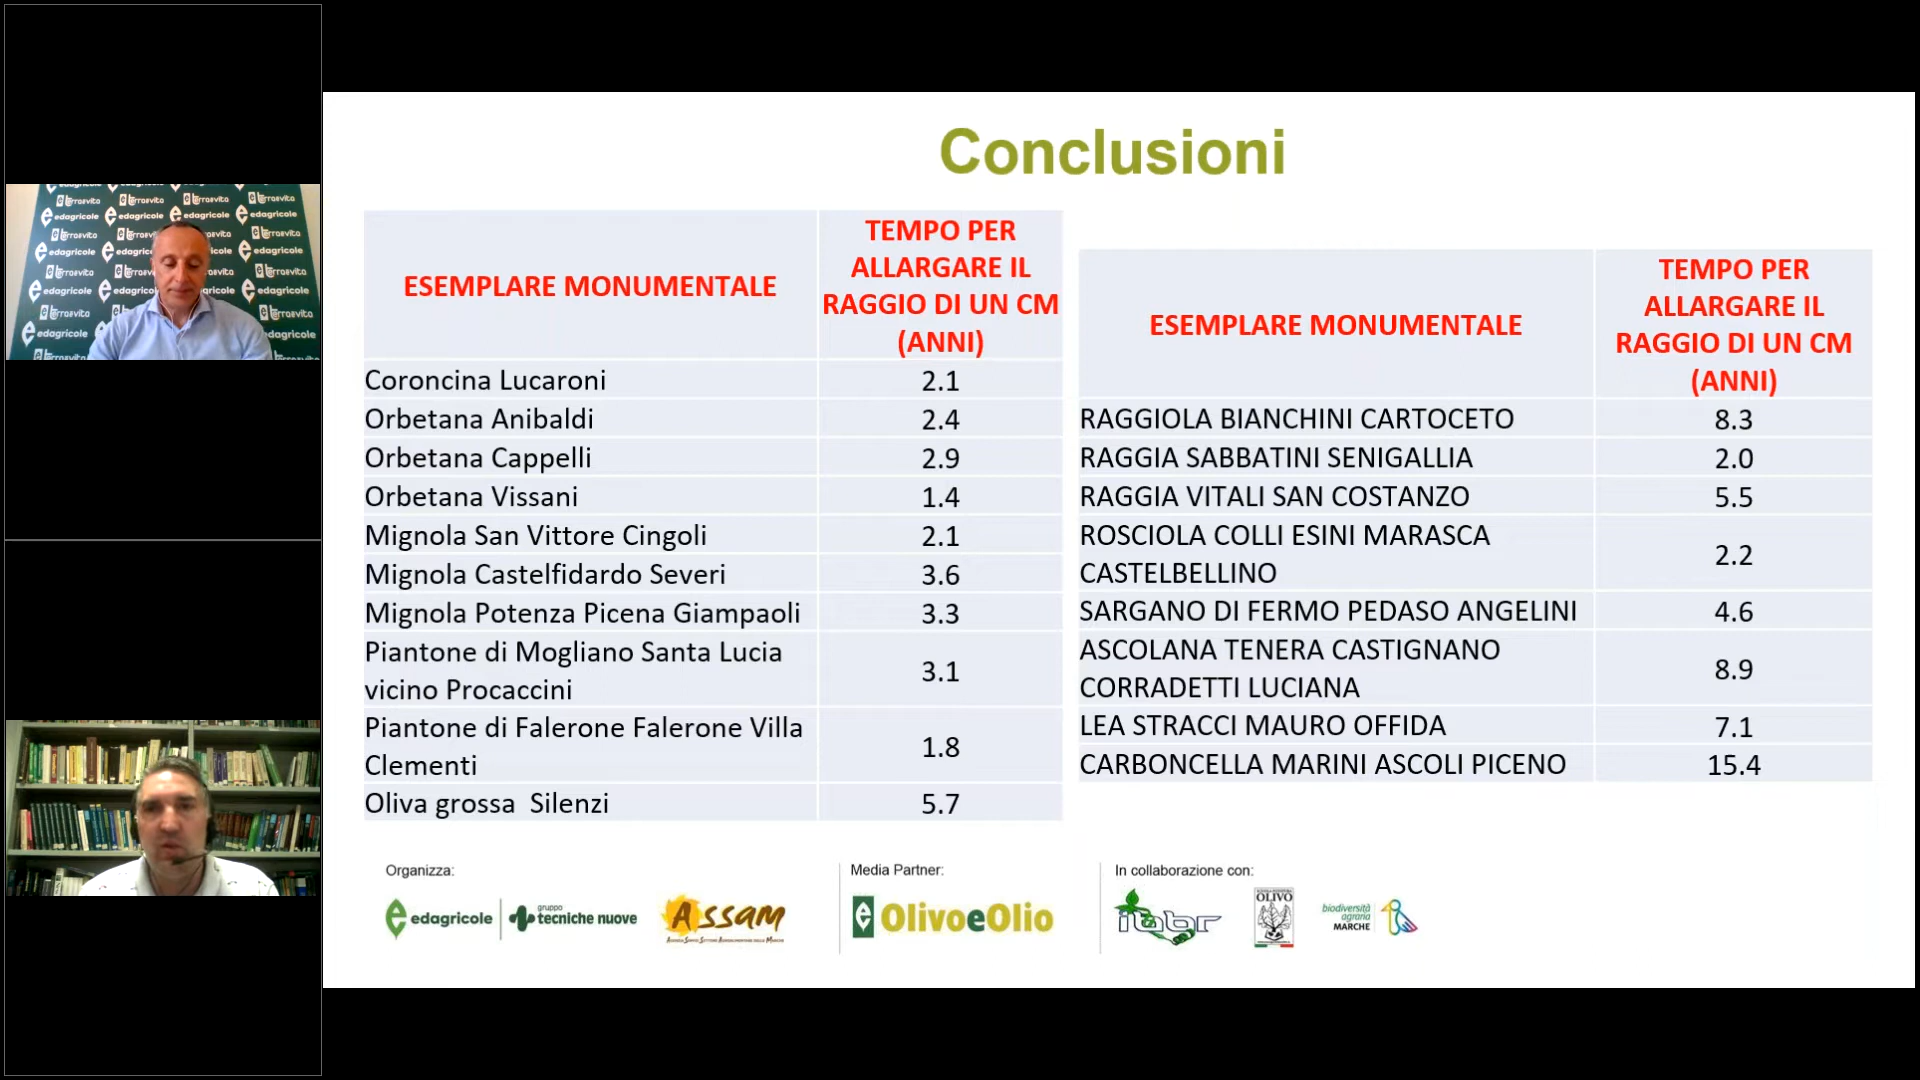 Conclusioni
ESEMPLARE MONUMENTALE
TEMPO PER
ALLARGARE IL
RAGGIO DI UN CM
(ANNI)
Coroncina Lucaroni 2.1
Orbetana Anibaldi 2.4
Orbetana Cappelli 2.9
Orbetana Vissani 1.4
Mignola San Vittore Cingoli 2.1
Mignola Castelfidardo Severi 3.6
Mignola Potenza Picena Giampaoli 3.3
Piantone di Mogliano Santa Lucia
vicino Procaccini
3.1
Piantone di Falerone Falerone Villa
Clementi
1.8
Oliva grossa Silenzi 5.7
ESEMPLARE MONUMENTALE
TEMPO PER
ALLARGARE IL
RAGGIO DI UN CM
(ANNI)
RAGGIOLA BIANCHINI CARTOCETO 8.3
RAGGIA SABBATINI SENIGALLIA 2.0
RAGGIA VITALI SAN COSTANZO 5.5
ROSCIOLA COLLI ESINI MARASCA
CASTELBELLINO
2.2
SARGANO DI FERMO PEDASO ANGELINI 4.6
ASCOLANA TENERA CASTIGNANO
CORRADETTI LUCIANA
8.9
LEA STRACCI MAURO OFFIDA 7.1
CARBONCELLA MARINI ASCOLI PICENO 15.4
Organizza:
edagricole
gruppo
tecniche nuove
ASSAM
Media Partner:
OlivoeOlio
In collaborazione con:
ibbr
OLIVO
biodiversità
agraria
MARCHE
edagricole
terraevita